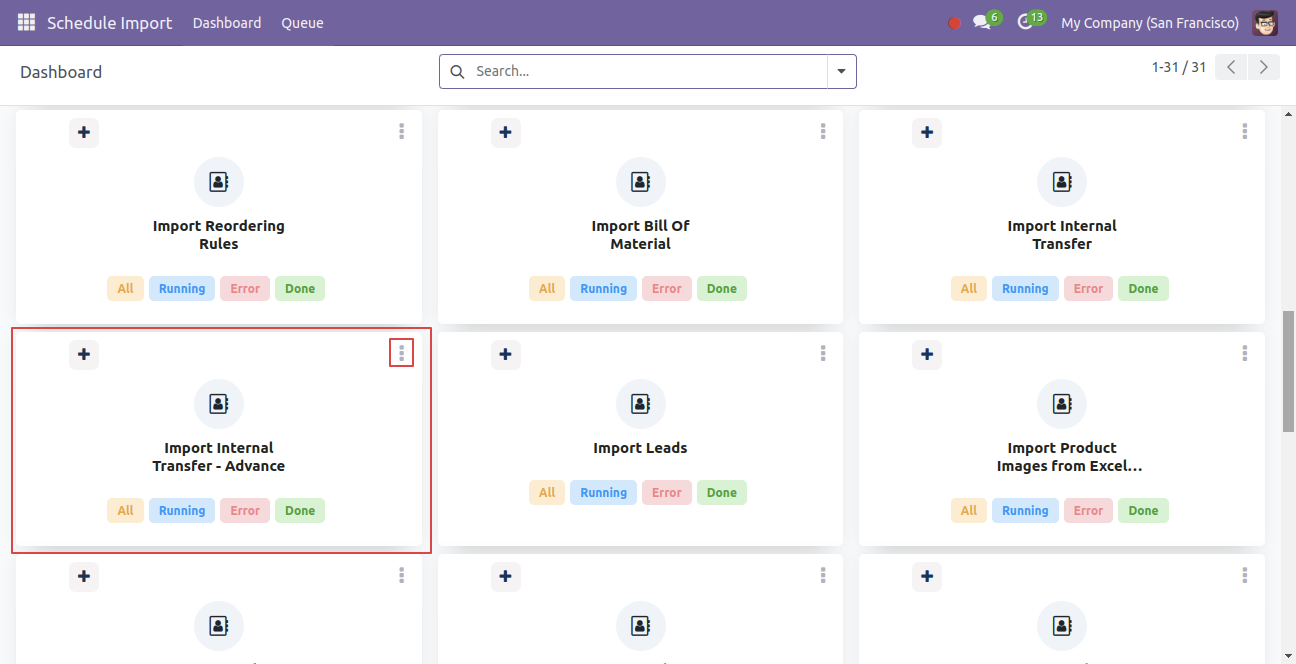 Schedule Import Dashboard Queue 6 13 My Company (San Francisco)
Dashboard Search... 1-31 / 31
Import Reordering
Rules
All Running Error Done
Import Bill Of
Material
All Running Error Done
Import Internal
Transfer
All Running Error Done
Import Internal
Transfer - Advance
All Running Error Done
Import Leads
All Running Error Done
Import Product
Images from Excel...
All Running Error Done